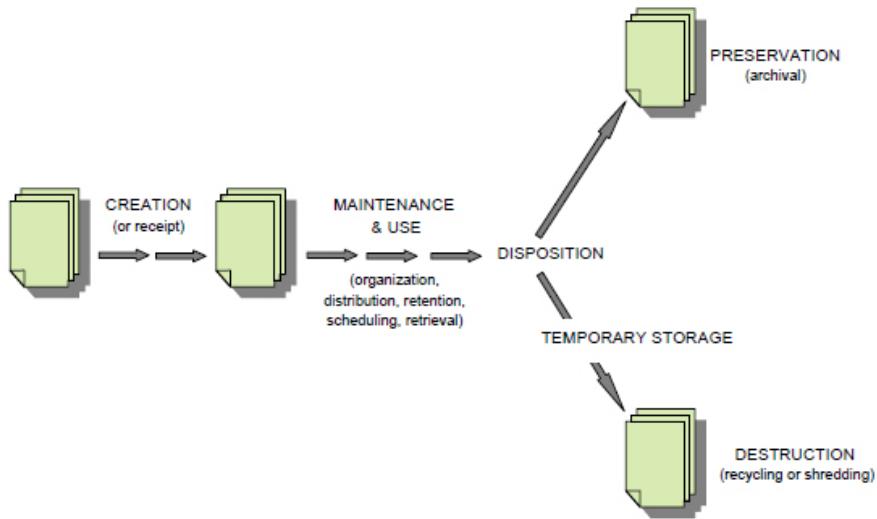 CREATION
(or receipt)
MAINTENANCE
& USE
(organization,
distribution, retention,
scheduling, retrieval)
DISPOSITION
PRESERVATION
(archival)
TEMPORARY STORAGE
DESTRUCTION
(recycling or shredding)